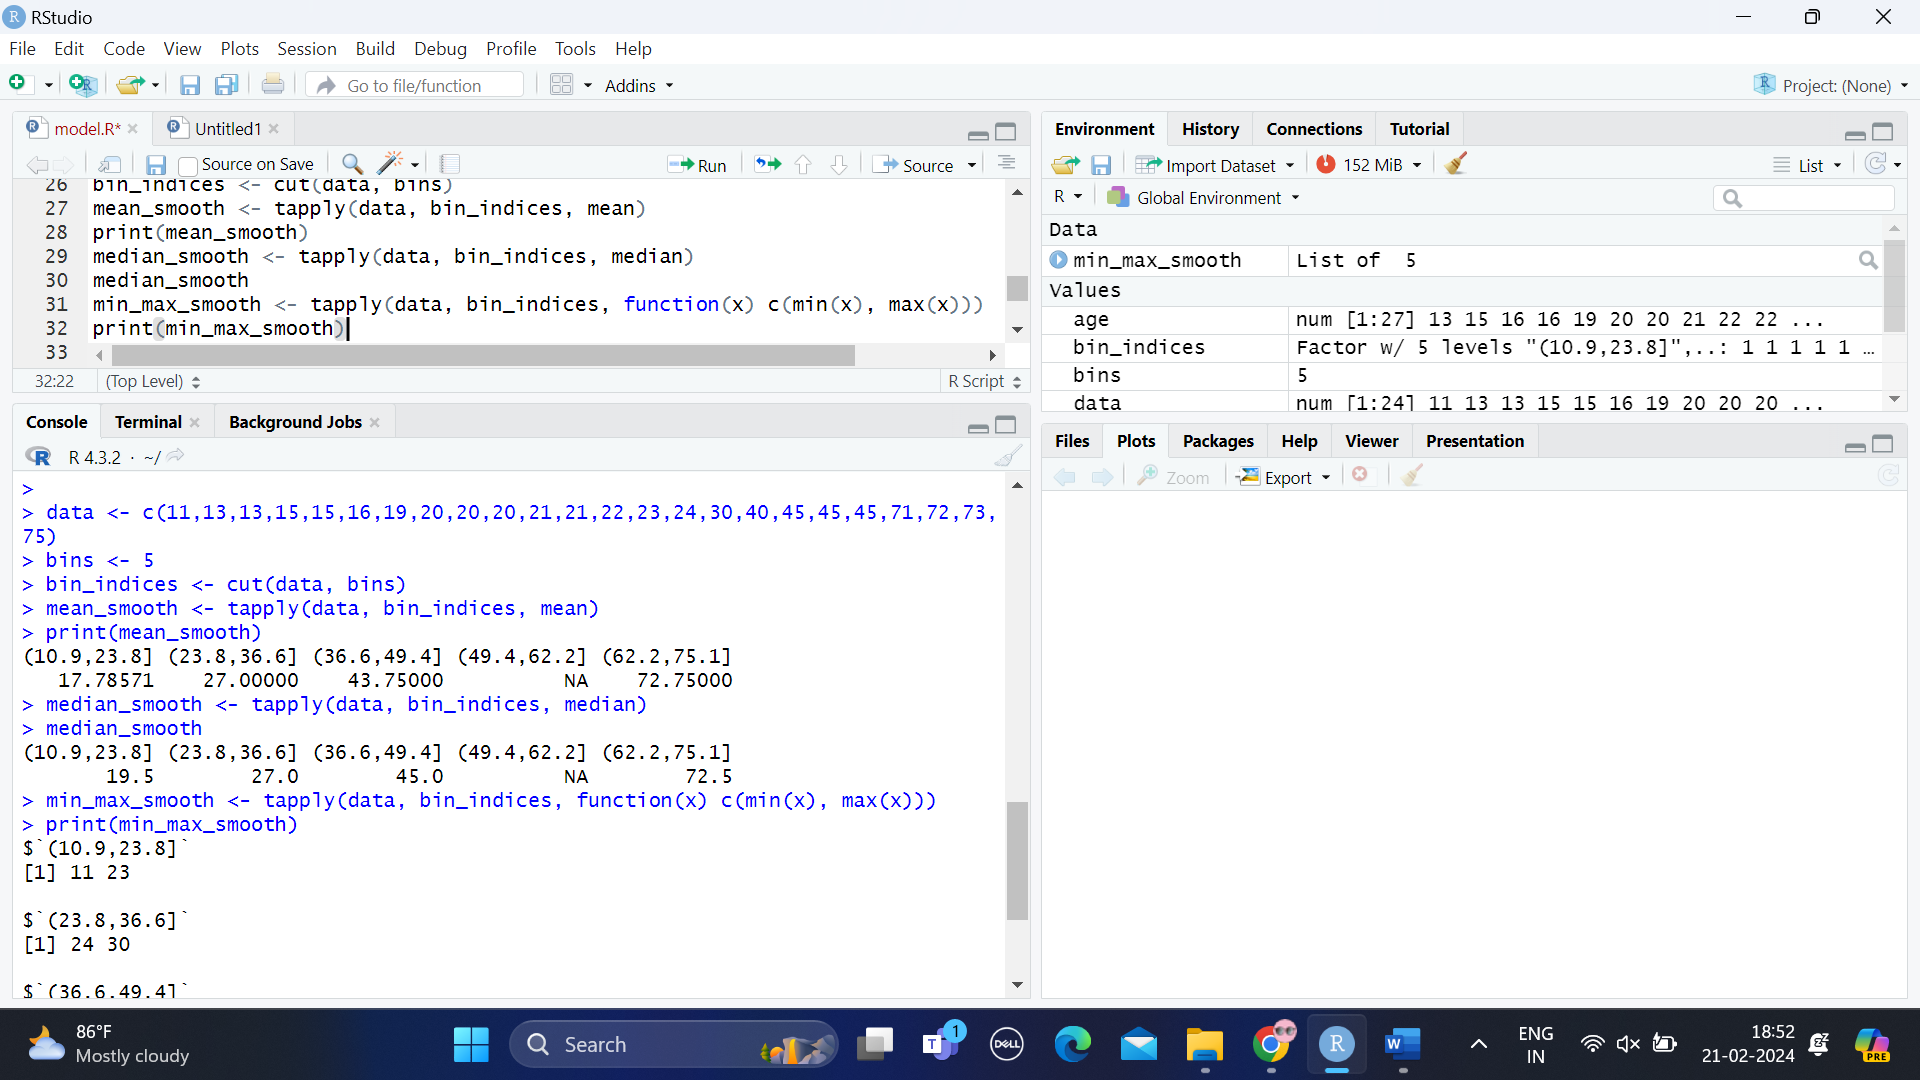 RStudio
File Edit Code View Plots Session Build Debug Profile Tools Help
Go to file/function Addins Project: (None)
model.R* Untitled1
Source on Save Run Source
26 bin_indices <- cut(data, bins)
27 mean_smooth <- tapply(data, bin_indices, mean)
28 print(mean_smooth)
29 median_smooth <- tapply(data, bin_indices, median)
30 median_smooth
31 min_max_smooth <- tapply(data, bin_indices, function(x) c(min(x), max(x)))
32 print(min_max_smooth)
33
32:22 (Top Level) R Script
Console Terminal Background Jobs
R 4.3.2 · ~/
>
> data <- c(11,13,13,15,15,16,19,20,20,20,21,21,22,23,24,30,40,45,45,45,71,72,73,
75)
> bins <- 5
> bin_indices <- cut(data, bins)
> mean_smooth <- tapply(data, bin_indices, mean)
> print(mean_smooth)
(10.9,23.8] (23.8,36.6] (36.6,49.4] (49.4,62.2] (62.2,75.1]
17.78571 27.00000 43.75000 NA 72.75000
> median_smooth <- tapply(data, bin_indices, median)
> median_smooth
(10.9,23.8] (23.8,36.6] (36.6,49.4] (49.4,62.2] (62.2,75.1]
19.5 27.0 45.0 NA 72.5
> min_max_smooth <- tapply(data, bin_indices, function(x) c(min(x), max(x)))
> print(min_max_smooth)
$`(10.9,23.8]`
[1] 11 23
$`(23.8,36.6]`
[1] 24 30
$`(36.6,49.4]`
Environment History Connections Tutorial
Import Dataset 152 MiB List
R Global Environment
Data
min_max_smooth List of 5
Values
age num [1:27] 13 15 16 16 19 20 20 21 22 22 ...
bin_indices Factor w/ 5 levels "(10.9,23.8]",..: 1 1 1 1 1 …
bins 5
data num [1:24] 11 13 13 15 15 16 19 20 20 20 ...
Files Plots Packages Help Viewer Presentation
Zoom Export
86°F
Mostly cloudy
Search
T 1
DELL
R
W
ENG
IN
18:52
21-02-2024
PRE